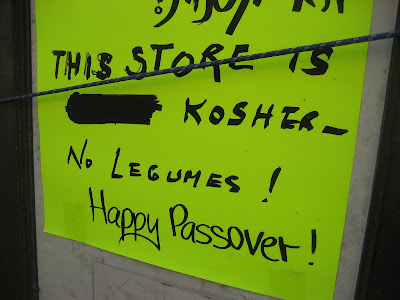 THIS STORE IS
KOSHER-
NO LEGUMES!
Happy Passover!